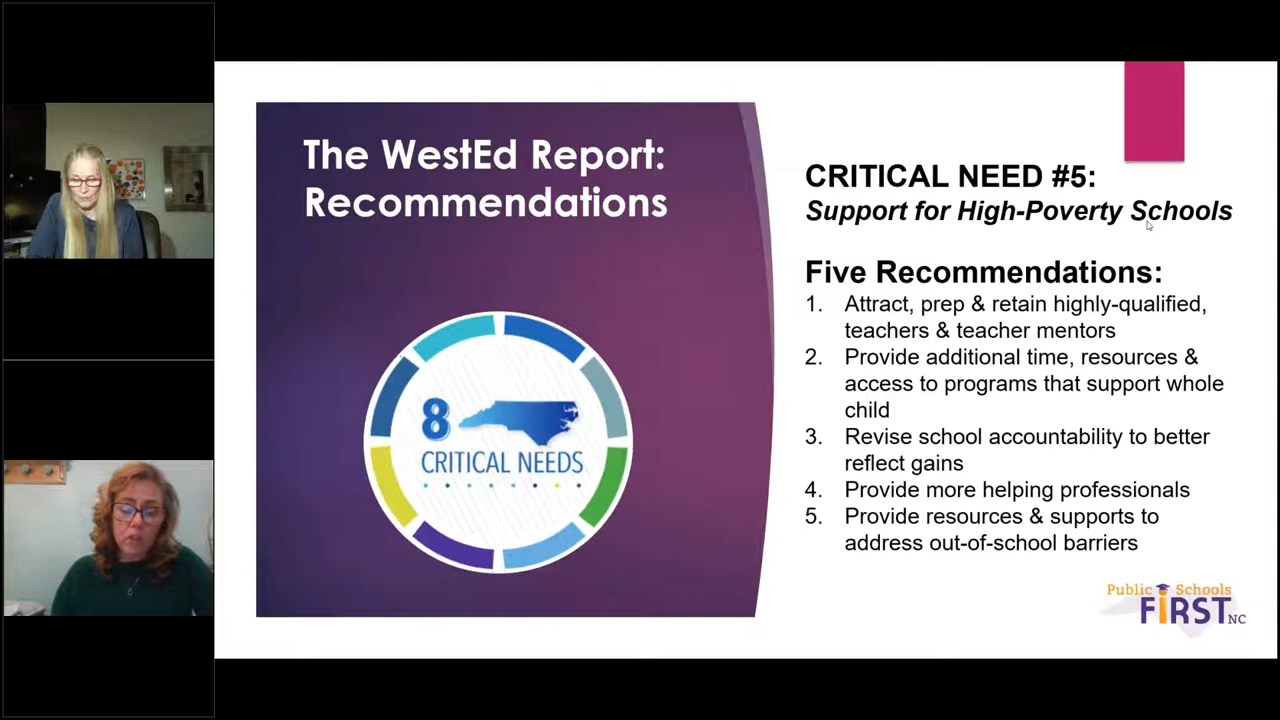 The WestEd Report:
Recommendations
8
CRITICAL NEEDS
CRITICAL NEED #5:
Support for High-Poverty Schools
Five Recommendations:
1. Attract, prep & retain highly-qualified,
teachers & teacher mentors
2. Provide additional time, resources &
access to programs that support whole
child
3. Revise school accountability to better
reflect gains
4. Provide more helping professionals
5. Provide resources & supports to
address out-of-school barriers
Public Schools
FIRST NC